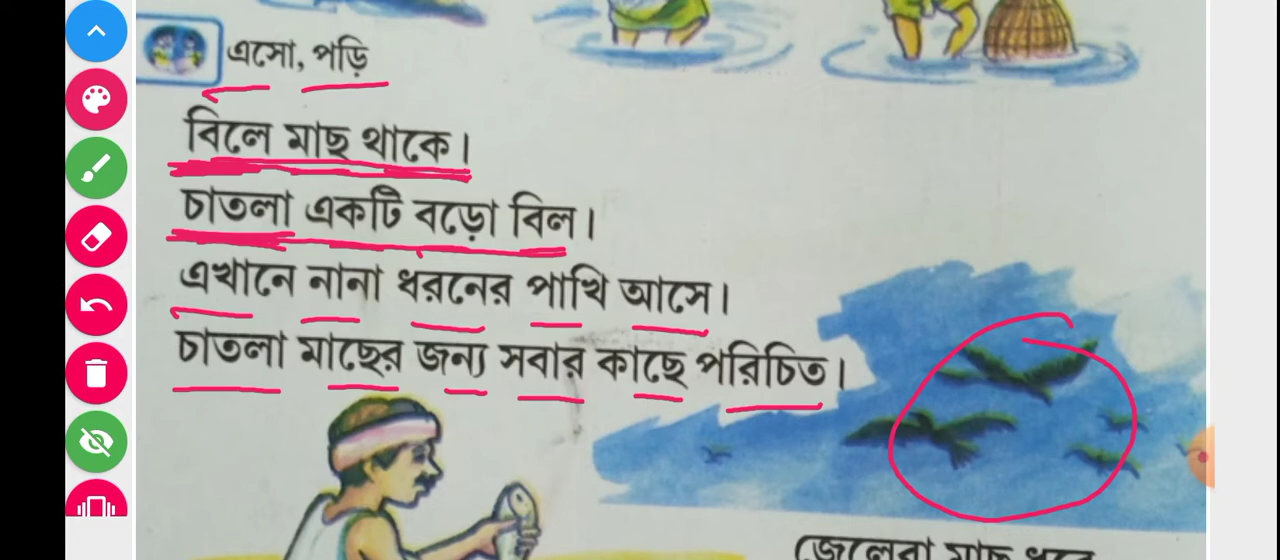 এসো, পড়ি
বিলে মাছ থাকে।
চাতলা একটি বড়ো বিল।
এখানে নানা ধরনের পাখি আসে।
চাতলা মাছের জন্য সবার কাছে পরিচিত।
জেলেরা মাছ ধরে